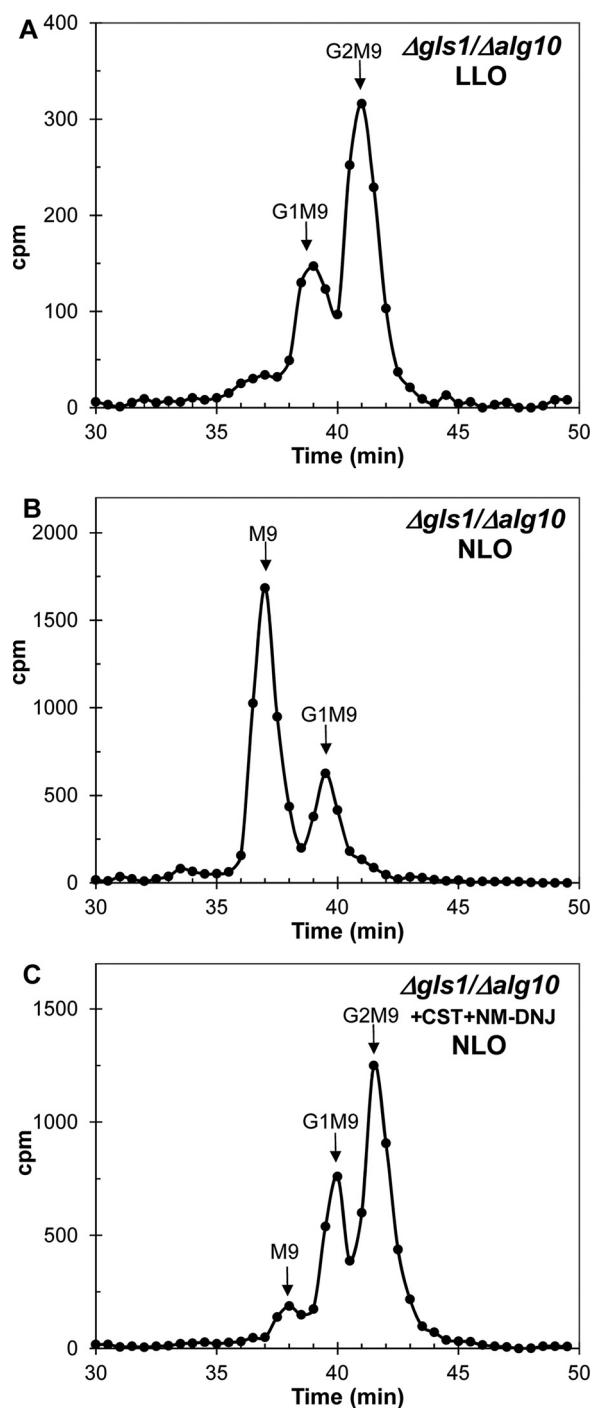 A
Δgls1/Δalg10
LLO
G2M9
G1M9
cpm
400
300
200
100
0
30 35 40 45 50
Time (min)
B
Δgls1/Δalg10
NLO
M9
G1M9
cpm
2000
1500
1000
500
0
30 35 40 45 50
Time (min)
C
Δgls1/Δalg10
+CST+NM-DNJ
NLO
G2M9
G1M9
M9
cpm
1500
1000
500
0
30 35 40 45 50
Time (min)